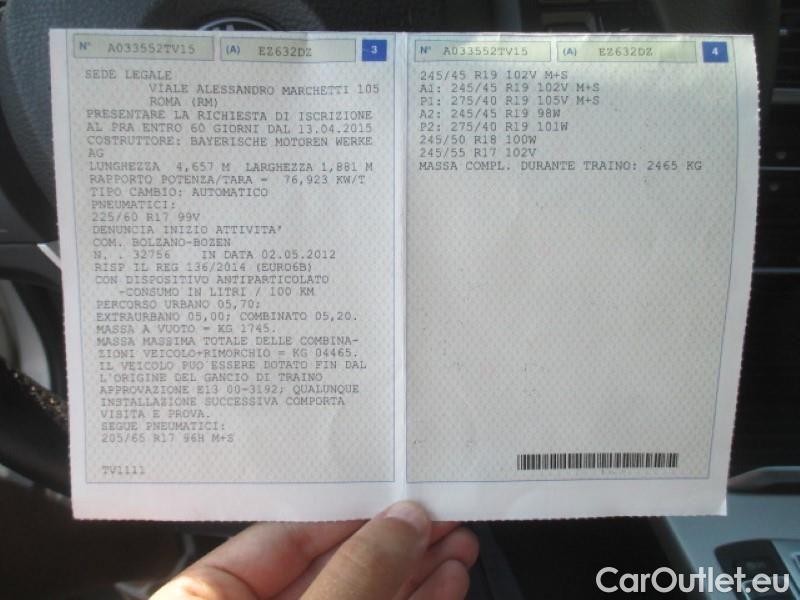 N° A033552TV15 (A) EZ632DZ 3
SEDE LEGALE
VIALE ALESSANDRO MARCHETTI 105
ROMA (RM)
PRESENTARE LA RICHIESTA DI ISCRIZIONE
AL PRA ENTRO 60 GIORNI DAL 13.04.2015
COSTRUTTORE: BAYERISCHE MOTOREN WERKE
AG
LUNGHEZZA 4,657 M LARGHEZZA 1,881 M
RAPPORTO POTENZA/TARA = 76,923 KW/T
TIPO CAMBIO: AUTOMATICO
PNEUMATICI:
225/60 R17 99V
DENUNCIA INIZIO ATTIVITA'
COM. BOLZANO-BOZEN
N. . 32756 IN DATA 02.05.2012
RISP IL REG 136/2014 (EURO6B)
CON DISPOSITIVO ANTIPARTICOLATO
-CONSUMO IN LITRI / 100 KM
PERCORSO URBANO 05,70;
EXTRAURBANO 05,00; COMBINATO 05,20.
MASSA A VUOTO = KG 1745.
MASSA MASSIMA TOTALE DELLE COMBINA-
ZIONI VEICOLO+RIMORCHIO = KG 04465.
IL VEICOLO PUO'ESSERE DOTATO FIN DAL
L'ORIGINE DEL GANCIO DI TRAINO
APPROVAZIONE E13 00-3192; QUALUNQUE
INSTALLAZIONE SUCCESSIVA COMPORTA
VISITA E PROVA.
SEGUE PNEUMATICI:
205/65 R17 96H M+S
TV1111
N° A033552TV15 (A) EZ632DZ 4
245/45 R19 102V M+S
A1: 245/45 R19 102V M+S
P1: 275/40 R19 105V M+S
A2: 245/45 R19 98W
P2: 275/40 R19 101W
245/50 R18 100W
245/55 R17 102V
MASSA COMPL. DURANTE TRAINO: 2465 KG
CarOutlet.eu